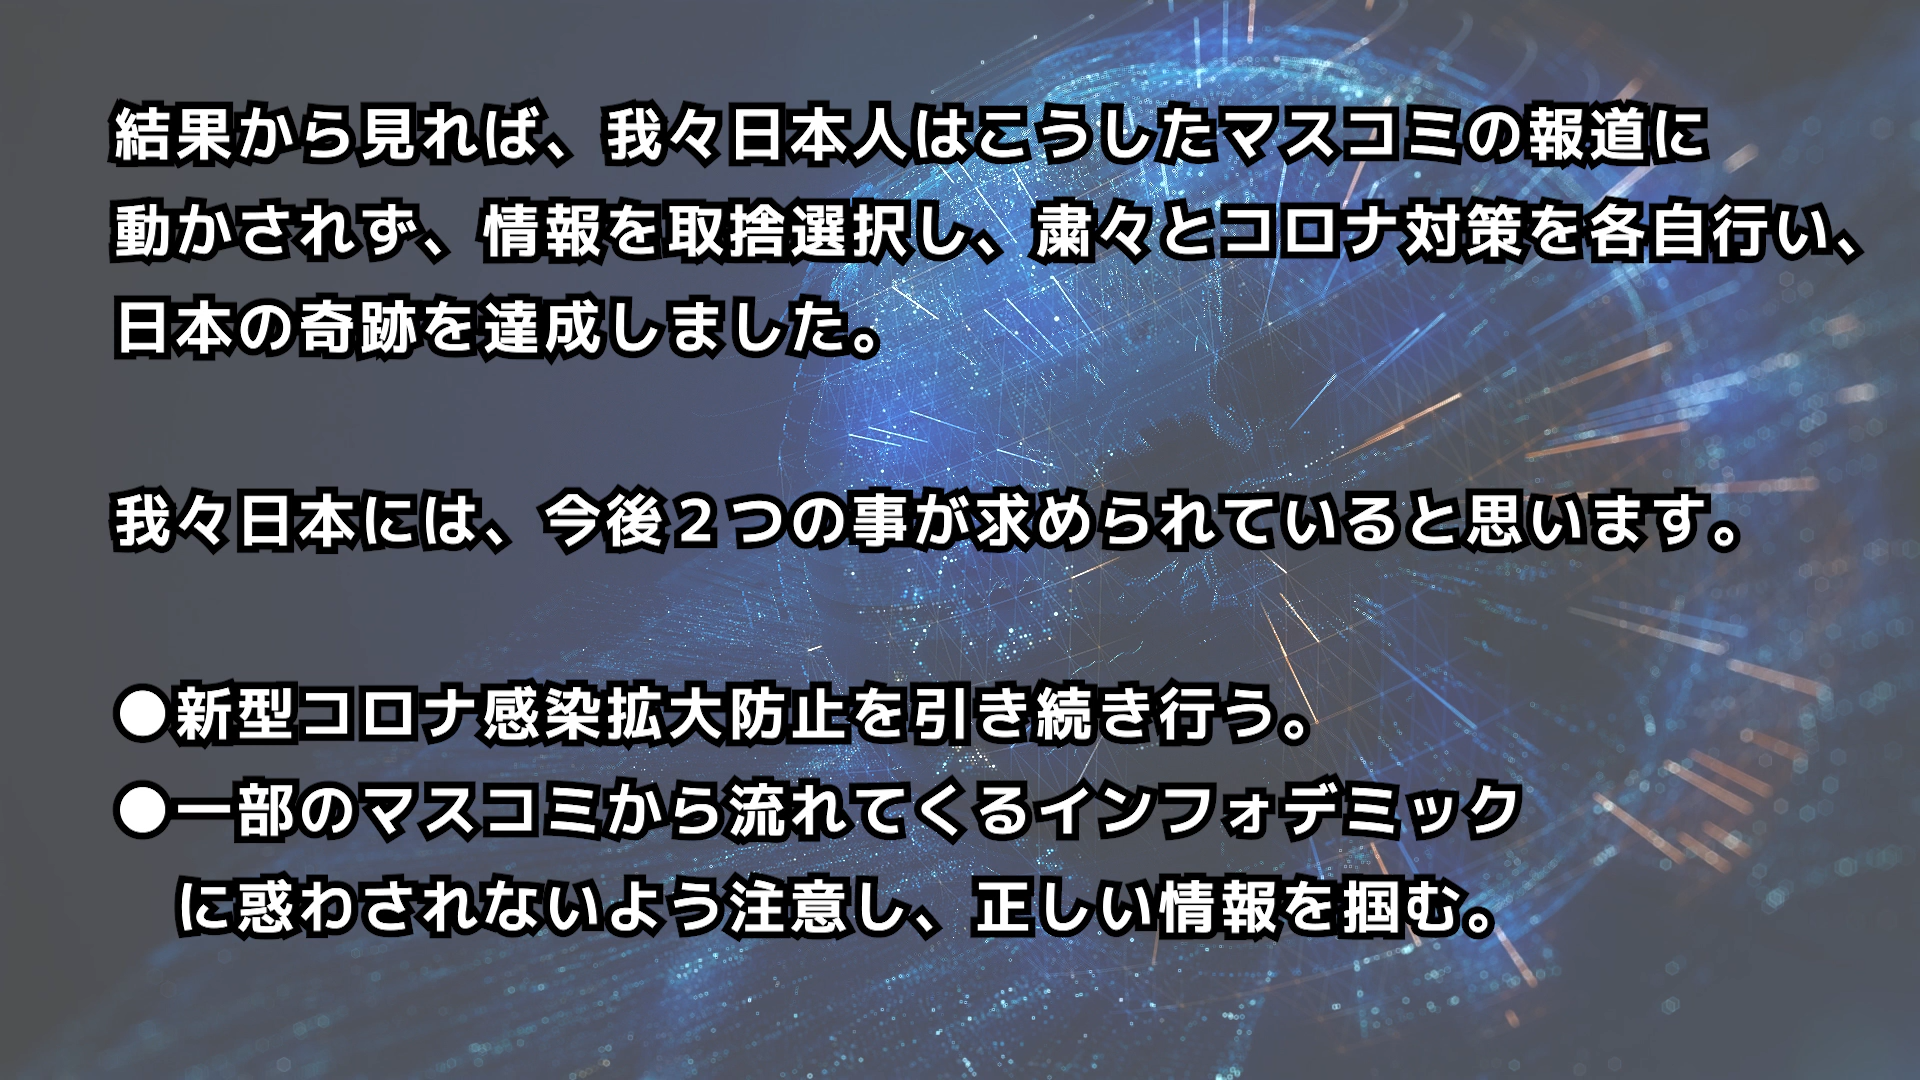 結果から見れば、我々日本人はこうしたマスコミの報道に
動かされず、情報を取捨選択し、粛々とコロナ対策を各自行い、
日本の奇跡を達成しました。
我々日本には、今後２つの事が求められていると思います。
●新型コロナ感染拡大防止を引き続き行う。
●一部のマスコミから流れてくるインフォデミック
に惑わされないよう注意し、正しい情報を掴む。